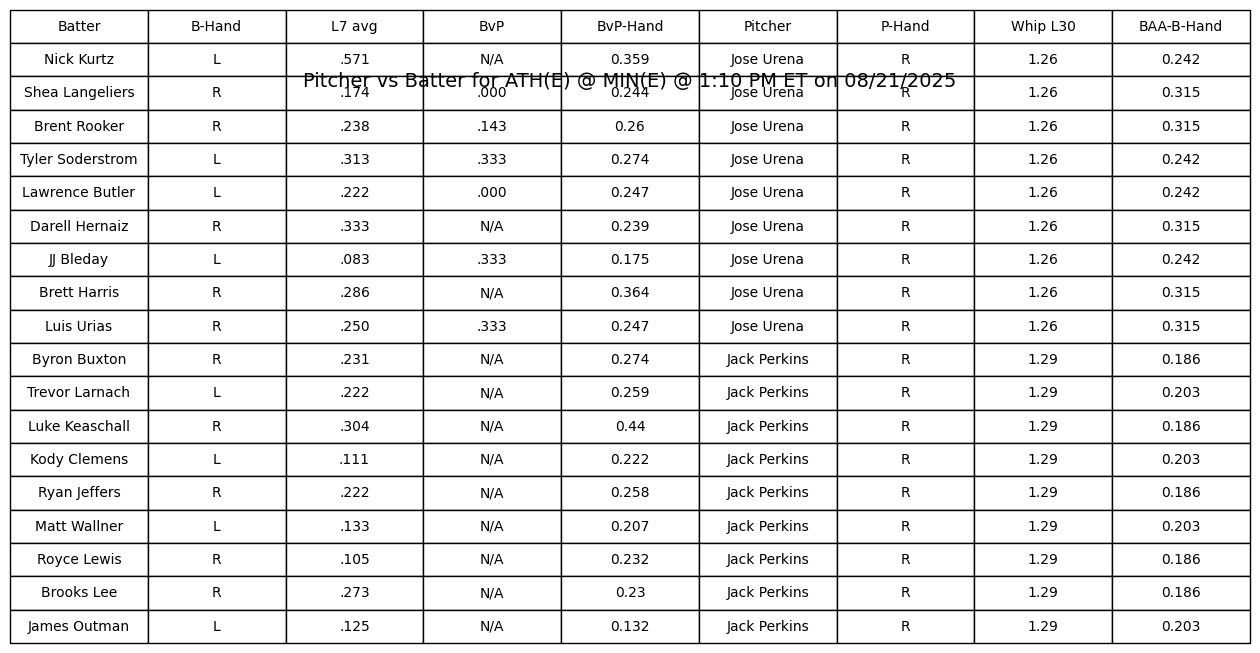 Batter B-Hand L7 avg BvP BvP-Hand Pitcher P-Hand Whip L30 BAA-B-Hand
Nick Kurtz L .571 N/A 0.359 Jose Urena R 1.26 0.242
Pitcher vs Batter for ATH(E) @ MIN(E) @ 1:10 PM ET on 08/21/2025
Shea Langeliers R .174 .000 0.244 Jose Urena R 1.26 0.315
Brent Rooker R .238 .143 0.26 Jose Urena R 1.26 0.315
Tyler Soderstrom L .313 .333 0.274 Jose Urena R 1.26 0.242
Lawrence Butler L .222 .000 0.247 Jose Urena R 1.26 0.242
Darell Hernaiz R .333 N/A 0.239 Jose Urena R 1.26 0.315
JJ Bleday L .083 .333 0.175 Jose Urena R 1.26 0.242
Brett Harris R .286 N/A 0.364 Jose Urena R 1.26 0.315
Luis Urias R .250 .333 0.247 Jose Urena R 1.26 0.315
Byron Buxton R .231 N/A 0.274 Jack Perkins R 1.29 0.186
Trevor Larnach L .222 N/A 0.259 Jack Perkins R 1.29 0.203
Luke Keaschall R .304 N/A 0.44 Jack Perkins R 1.29 0.186
Kody Clemens L .111 N/A 0.222 Jack Perkins R 1.29 0.203
Ryan Jeffers R .222 N/A 0.258 Jack Perkins R 1.29 0.186
Matt Wallner L .133 N/A 0.207 Jack Perkins R 1.29 0.203
Royce Lewis R .105 N/A 0.232 Jack Perkins R 1.29 0.186
Brooks Lee R .273 N/A 0.23 Jack Perkins R 1.29 0.186
James Outman L .125 N/A 0.132 Jack Perkins R 1.29 0.203